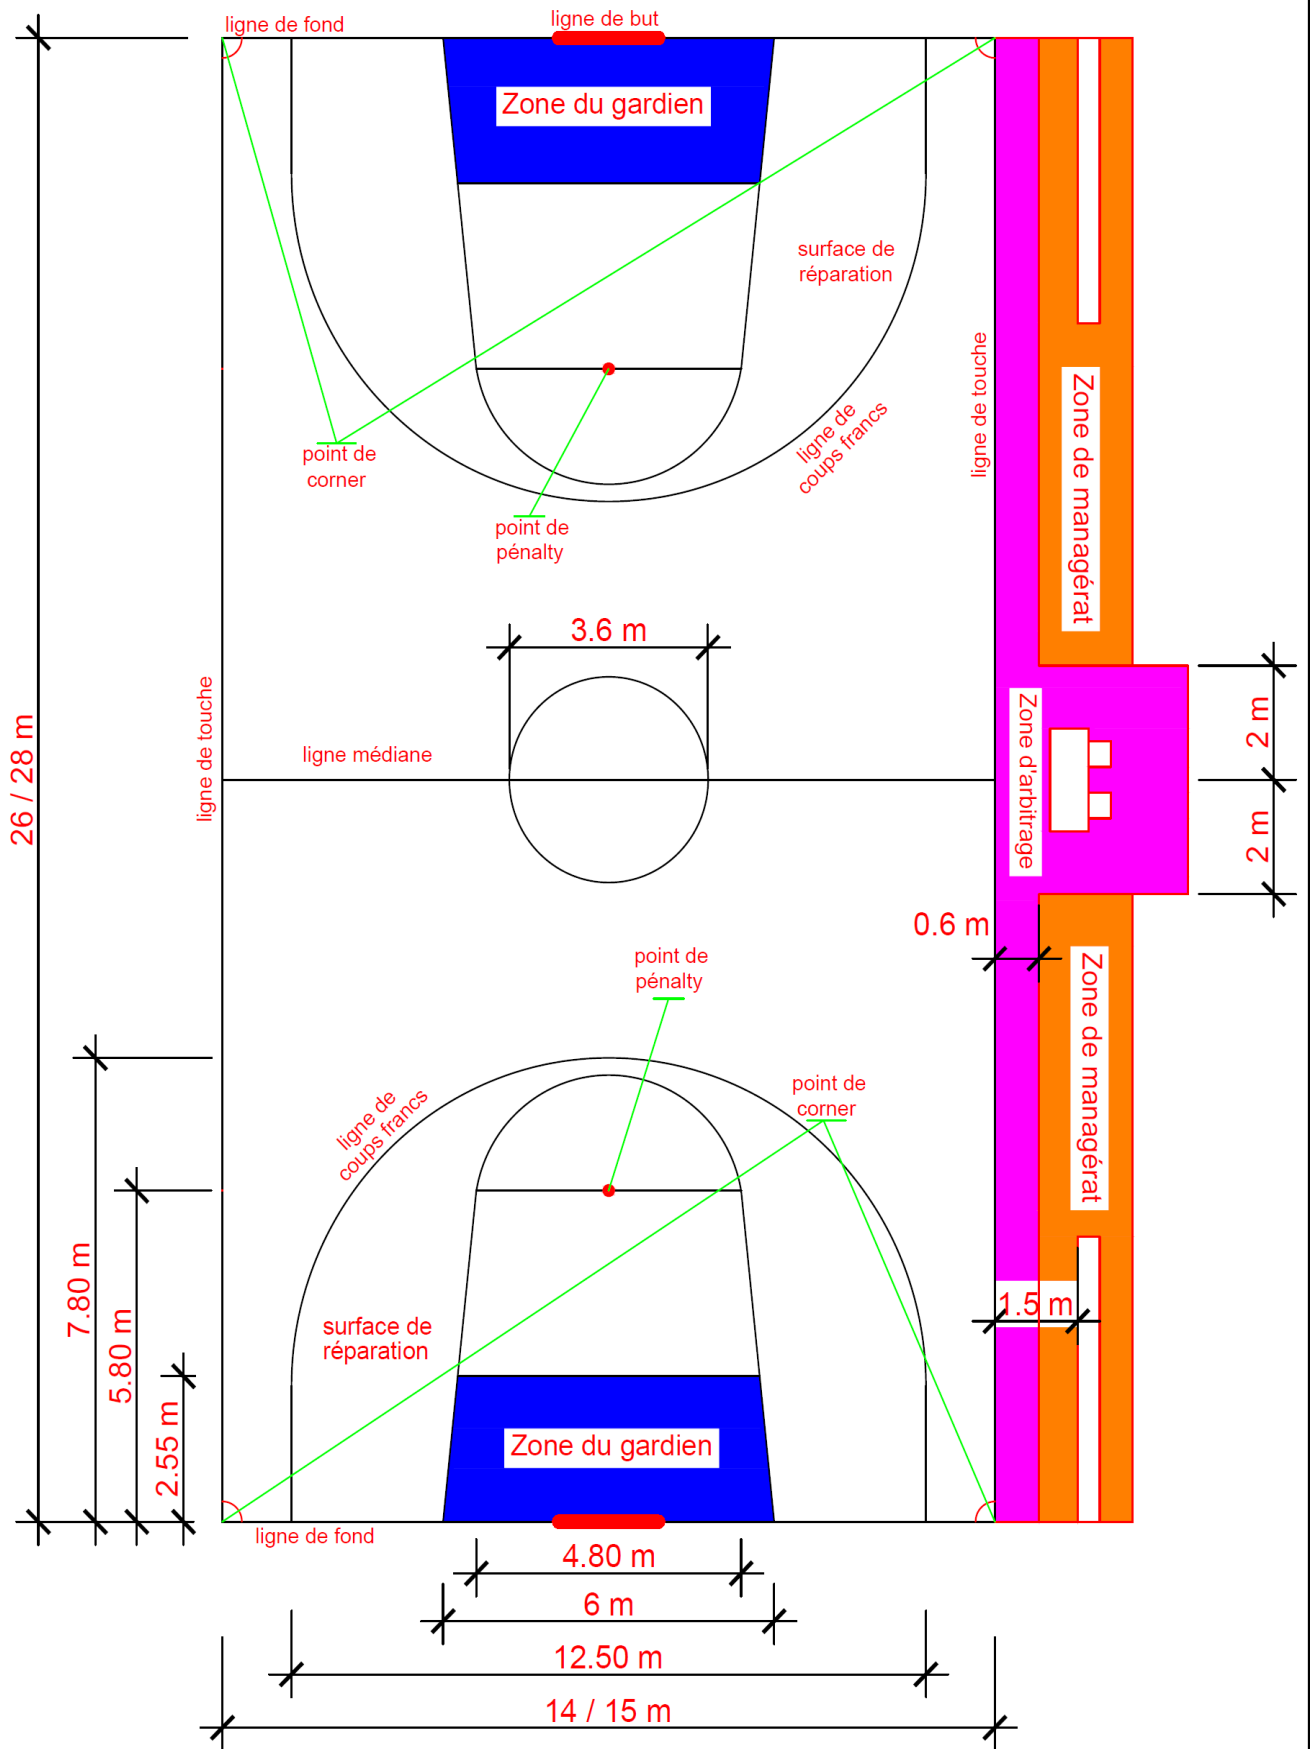 ligne de fond
ligne de but
Zone du gardien
surface de
réparation
ligne de touche
ligne de
coups francs
point de
corner
point de
pénalty
Zone de managérat
3.6 m
ligne de touche
ligne médiane
26 / 28 m
Zone d'arbitrage
2 m
2 m
0.6 m
point de
pénalty
point de
corner
ligne de
coups francs
Zone de managérat
7.80 m
5.80 m
2.55 m
1.5 m
surface de
réparation
Zone du gardien
ligne de fond
4.80 m
6 m
12.50 m
14 / 15 m